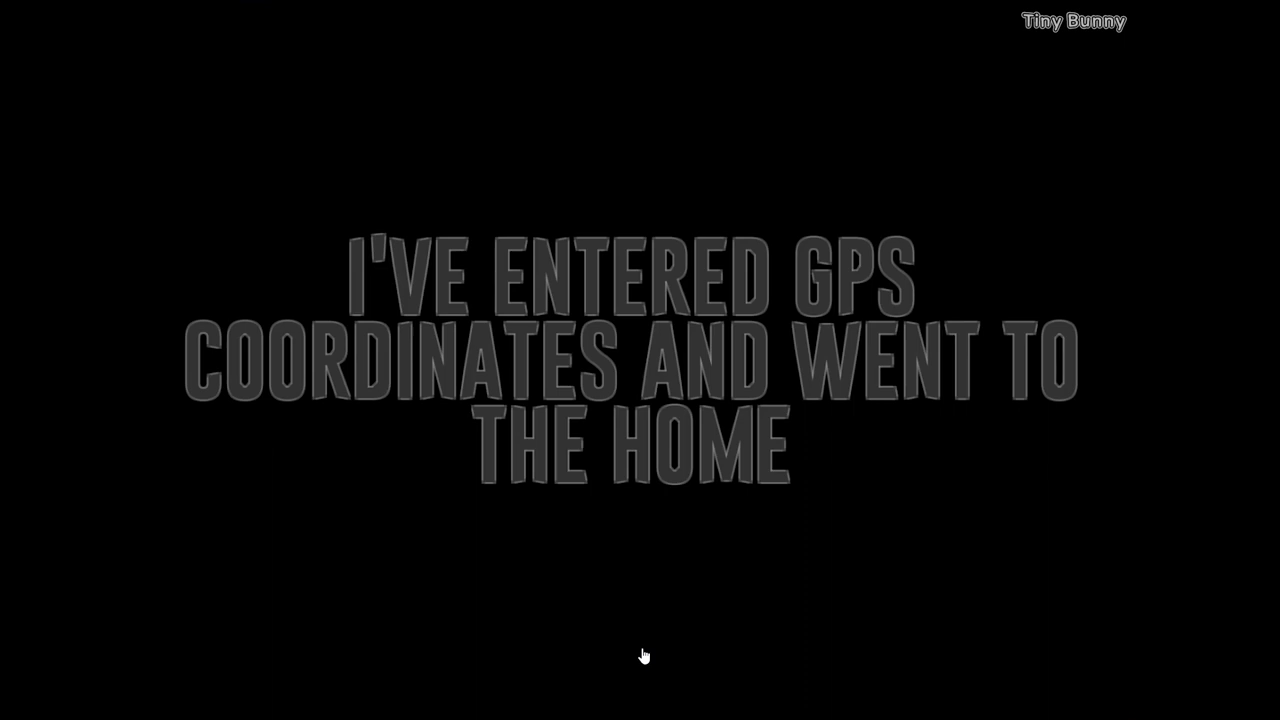 Tiny Bunny
I'VE ENTERED GPS
COORDINATES AND WENT TO
THE HOME